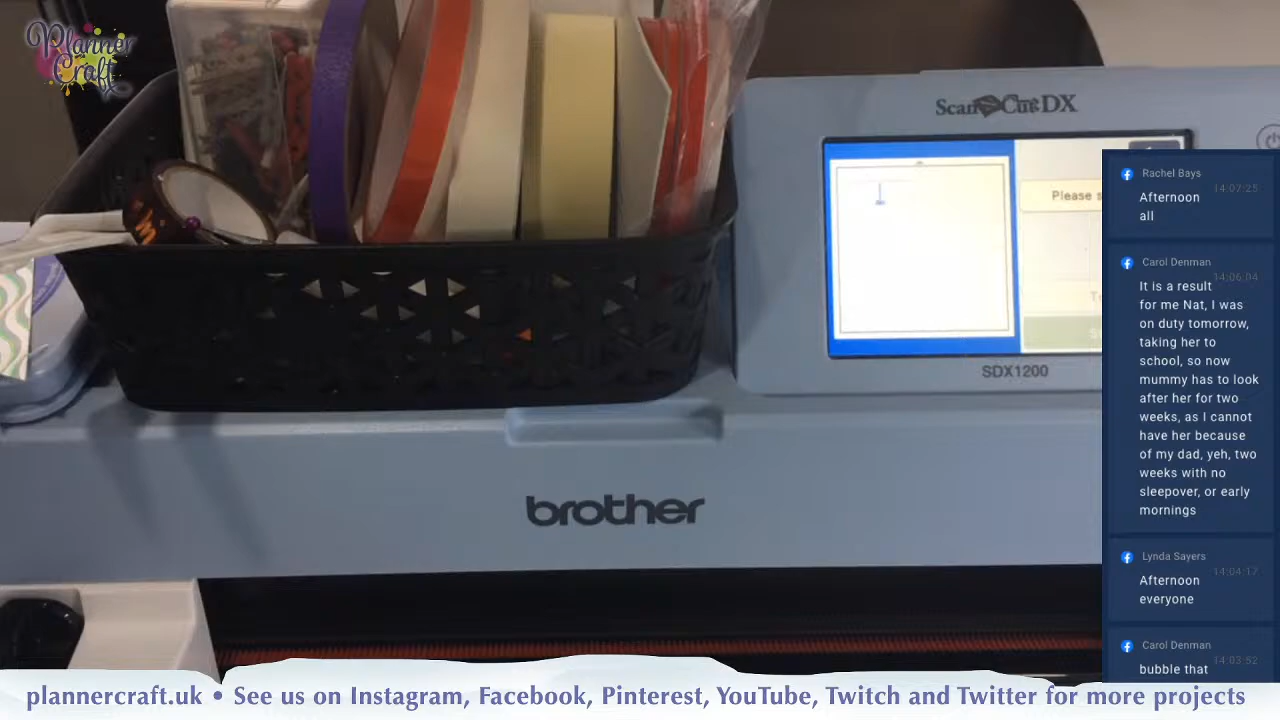 Planner
Craft
ScanNCut DX
Please s
SDX1200
brother
Rachel Bays
14:07:25
Afternoon
all
Carol Denman
14:06:04
It is a result
for me Nat, I was
on duty tomorrow,
taking her to
school, so now
mummy has to look
after her for two
weeks, as I cannot
have her because
of my dad, yeh, two
weeks with no
sleepover, or early
mornings
Lynda Sayers
14:04:17
Afternoon
everyone
Carol Denman
14:03:52
bubble that
plannercraft.uk • See us on Instagram, Facebook, Pinterest, YouTube, Twitch and Twitter for more projects